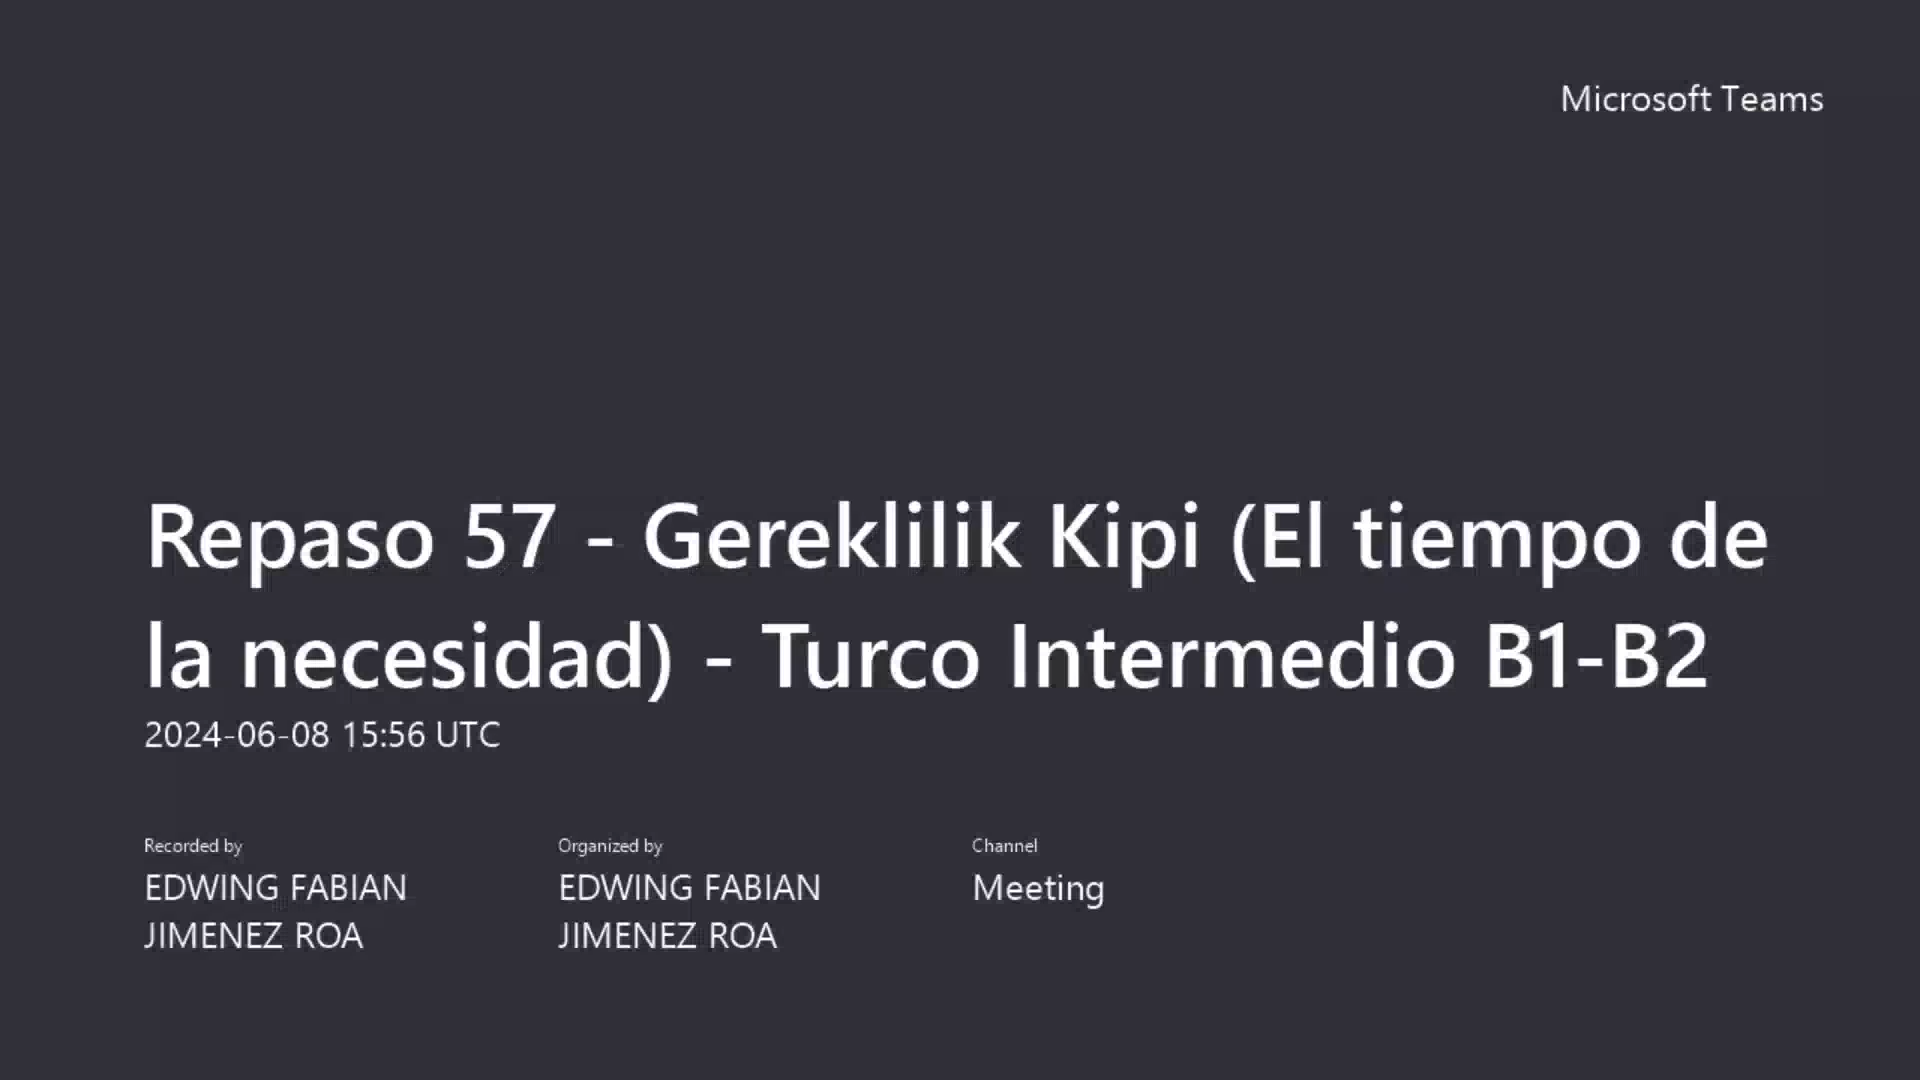 Microsoft Teams
Repaso 57 - Gereklilik Kipi (El tiempo de
la necesidad) - Turco Intermedio B1-B2
2024-06-08 15:56 UTC
Recorded by
EDWING FABIAN
JIMENEZ ROA
Organized by
EDWING FABIAN
JIMENEZ ROA
Channel
Meeting